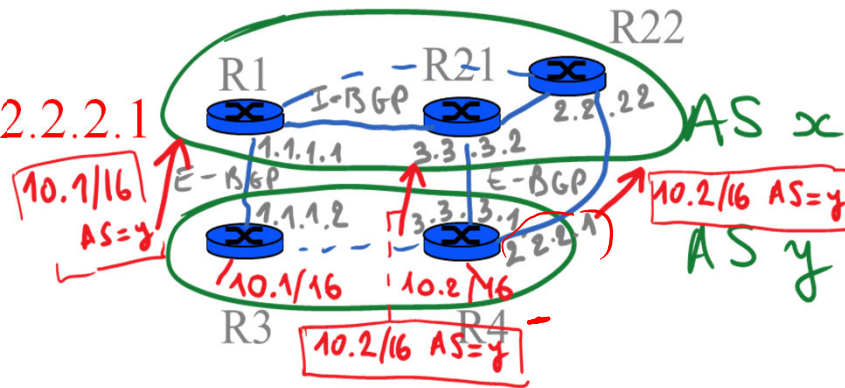 R22
R1
R21
I-BGP
2.2.2.1
2.2.22
AS x
1.1.1.1
3.3.3.2
10.1/16
AS=y
E-BGP
E-BGP
10.2/16 AS=y
1.1.1.2
3.3.3.1
2.2.2.1
AS y
10.1/16
10.2/16
R3
R4
10.2/16 AS=y